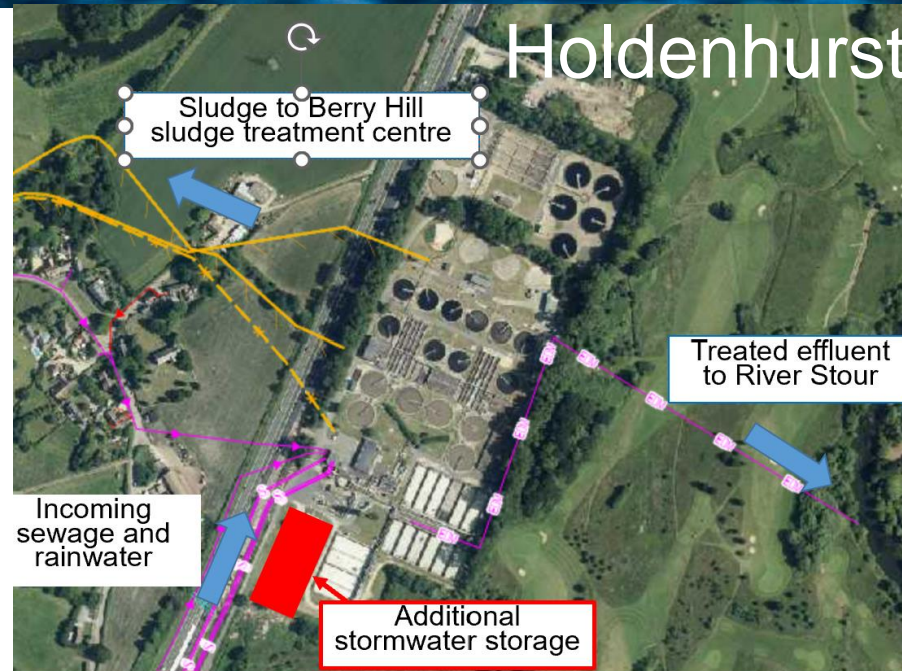 Holdenhurst
Sludge to Berry Hill
sludge treatment centre
Treated effluent
to River Stour
Incoming
sewage and
rainwater
Additional
stormwater storage